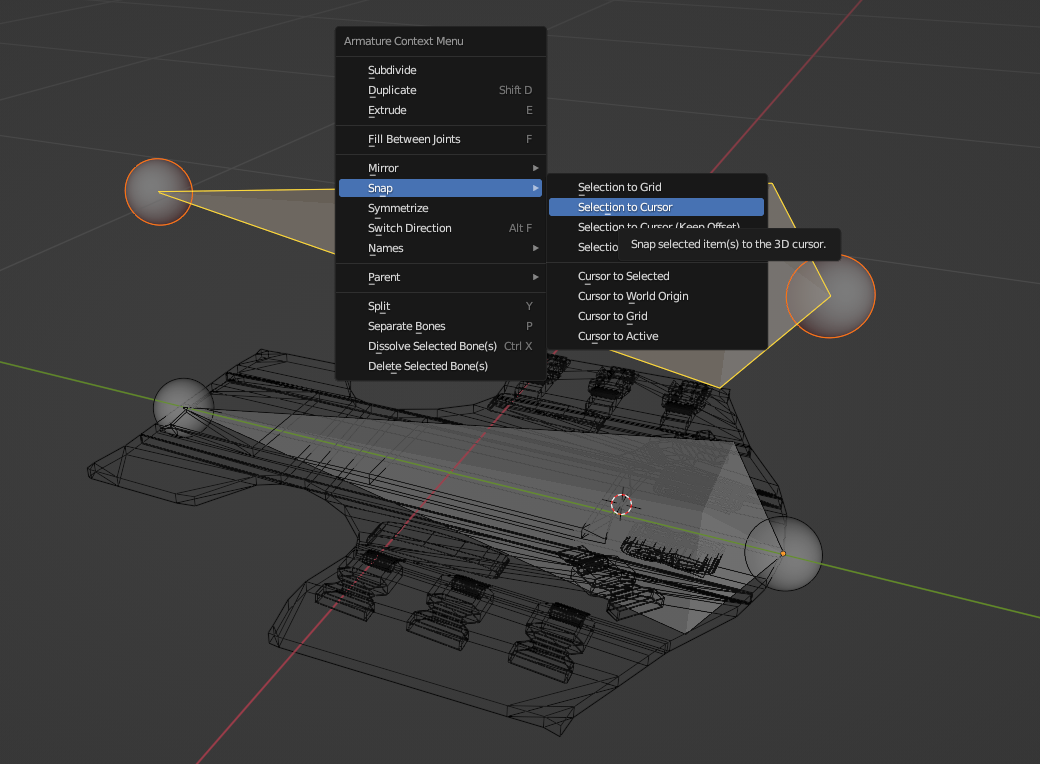 Armature Context Menu
Subdivide
Duplicate Shift D
Extrude E
Fill Between Joints F
Mirror
Snap
Symmetrize
Switch Direction Alt F
Names
Parent
Split Y
Separate Bones P
Dissolve Selected Bone(s) Ctrl X
Delete Selected Bone(s)
Selection to Grid
Selection to Cursor
Selection to Cursor (Keep Offset)
Selectio
Snap selected item(s) to the 3D cursor.
Cursor to Selected
Cursor to World Origin
Cursor to Grid
Cursor to Active